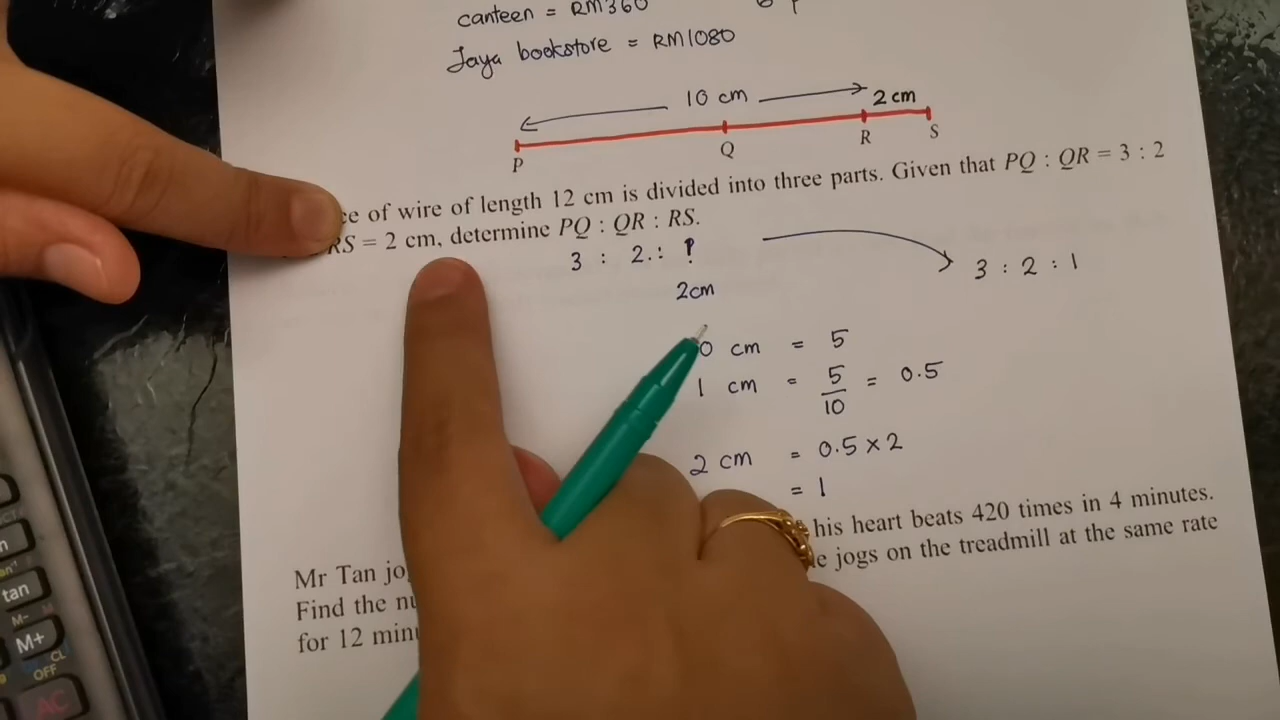 canteen = RM360
Jaya bookstore = RM1080
10 cm 2 cm
P Q R S
of wire of length 12 cm is divided into three parts. Given that PQ : QR = 3 : 2
RS = 2 cm, determine PQ : QR : RS.
3 : 2 : ?
3 : 2 : 1
2cm
cm = 5
1 cm = 5/10 = 0.5
2 cm = 0.5 × 2
= 1
his heart beats 420 times in 4 minutes.
Mr Tan jogs on the treadmill at the same rate
Find the
for 12
tan
M-
M+
CL
OFF
AC